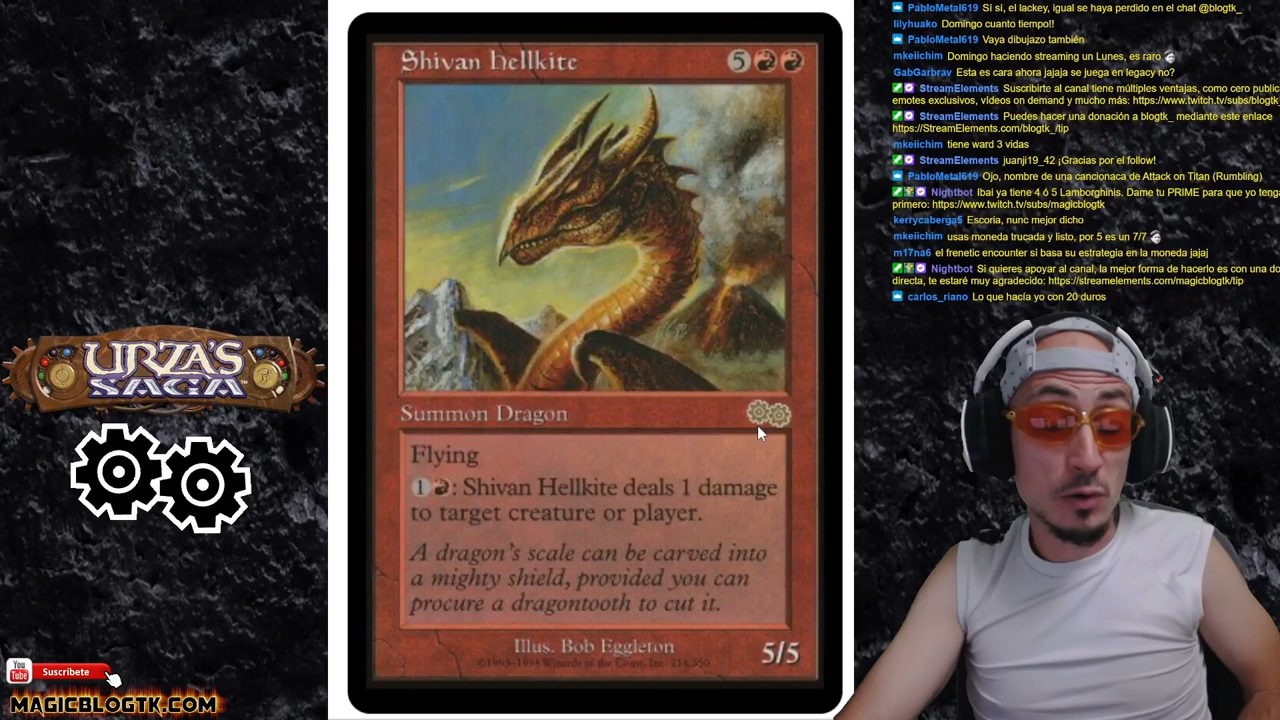 URZA'S
SAGA
You
Tube
Suscríbete
MAGICBLOGTK.COM
Shivan Hellkite
5
Summon Dragon
Flying
1 : Shivan Hellkite deals 1 damage
to target creature or player.
A dragon's scale can be carved into
a mighty shield, provided you can
procure a dragontooth to cut it.
Illus. Bob Eggleton
5/5
PabloMetal619 Sí sí, el lackey, igual se haya perdido en el chat @blogtk_
lilyhuako Domingo cuanto tiempo!!
PabloMetal619 Vaya dibujazo también
mkeiichim Domingo haciendo streaming un Lunes, es raro
GabGarbrav Esta es cara ahora jajaja se juega en legacy no?
StreamElements Suscribirte al canal tiene múltiples ventajas, como cero public
emotes exclusivos, vídeos on demand y mucho más: https://www.twitch.tv/subs/blogtk_
StreamElements Puedes hacer una donación a blogtk_ mediante este enlace
https://StreamElements.com/blogtk_/tip
mkeiichim tiene ward 3 vidas
StreamElements juanji19_42 ¡Gracias por el follow!
PabloMetal619 Ojo, nombre de una cancionaca de Attack on Titan (Rumbling)
Nightbot Ibai ya tiene 4 ó 5 Lamborghinis. Dame tu PRIME para que yo tenga
primero: https://www.twitch.tv/subs/magicblogtk
kerrycaberga5 Escoria, nunc mejor dicho
mkeiichim usas moneda trucada y listo, por 5 es un 7/7
m17na6 el frenetic encounter si basa su estrategia en la moneda jajaj
Nightbot Si quieres apoyar al canal, la mejor forma de hacerlo es con una do
directa, te estaré muy agradecido: https://streamelements.com/magicblogtk/tip
carlos_riano Lo que hacía yo con 20 duros